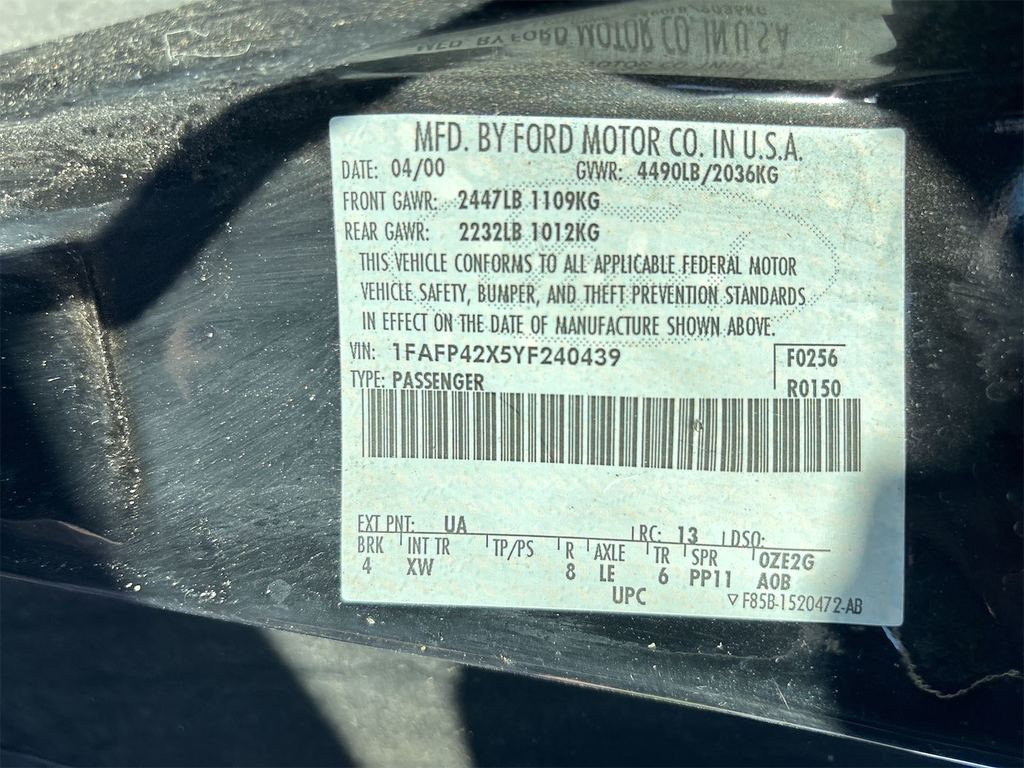 MFD. BY FORD MOTOR CO. IN U.S.A.
DATE: 04/00 GVWR: 4490LB/2036KG
FRONT GAWR: 2447LB 1109KG
REAR GAWR: 2232LB 1012KG
THIS VEHICLE CONFORMS TO ALL APPLICABLE FEDERAL MOTOR
VEHICLE SAFETY, BUMPER, AND THEFT PREVENTION STANDARDS
IN EFFECT ON THE DATE OF MANUFACTURE SHOWN ABOVE.
VIN: 1FAFP42X5YF240439 F0256
TYPE: PASSENGER R0150
EXT PNT: UA RC: 13 DSO:
BRK INT TR TP/PS R AXLE TR SPR 0ZE2G
4 XW 8 LE 6 PP11 A0B
UPC ▽F85B-1520472-AB